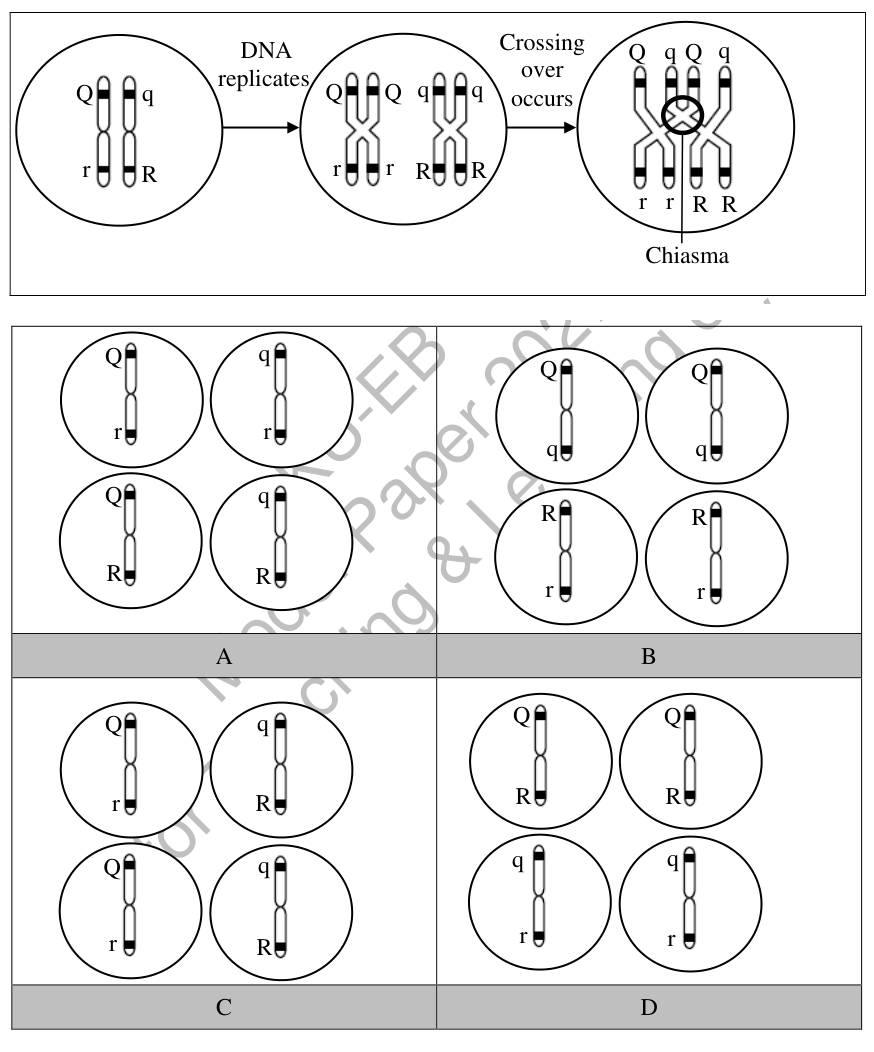 DNA
replicates
Crossing
over
occurs
Q q Q q
Q q
Q Q q q
r R
r r R R
r r R R
Chiasma
Q q
r r
Q q
R R
Q Q
q q
R R
r r
A B
Q q
r R
Q q
r R
Q Q
R R
q q
r r
C D